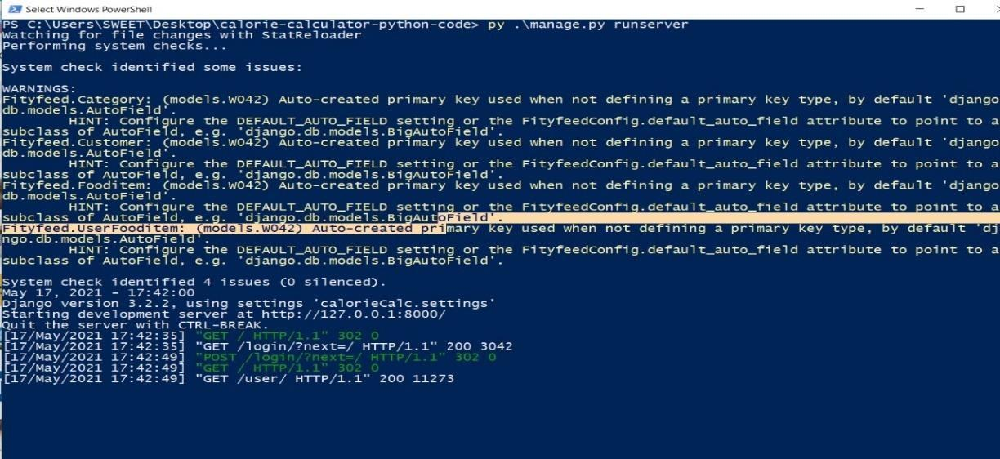 Select Windows PowerShell
PS C:\Users\SWEET\Desktop\calorie-calculator-python-code> py .\manage.py runserver
Watching for file changes with StatReloader
Performing system checks...
System check identified some issues:
WARNINGS:
Fityfeed.Category: (models.W042) Auto-created primary key used when not defining a primary key type, by default 'django
db.models.AutoField'.
HINT: Configure the DEFAULT_AUTO_FIELD setting or the FityfeedConfig.default_auto_field attribute to point to a
subclass of AutoField, e.g. 'django.db.models.BigAutoField'.
Fityfeed.Customer: (models.W042) Auto-created primary key used when not defining a primary key type, by default 'django
db.models.AutoField'.
HINT: Configure the DEFAULT_AUTO_FIELD setting or the FityfeedConfig.default_auto_field attribute to point to a
subclass of AutoField, e.g. 'django.db.models.BigAutoField'.
Fityfeed.Fooditem: (models.W042) Auto-created primary key used when not defining a primary key type, by default 'django
db.models.AutoField'.
HINT: Configure the DEFAULT_AUTO_FIELD setting or the FityfeedConfig.default_auto_field attribute to point to a
subclass of AutoField, e.g. 'django.db.models.BigAutoField'.
Fityfeed.UserFooditem: (models.W042) Auto-created primary key used when not defining a primary key type, by default 'dj
ngo.db.models.AutoField'.
HINT: Configure the DEFAULT_AUTO_FIELD setting or the FityfeedConfig.default_auto_field attribute to point to a
subclass of AutoField, e.g. 'django.db.models.BigAutoField'.
System check identified 4 issues (0 silenced).
May 17, 2021 - 17:42:00
Django version 3.2.2, using settings 'calorieCalc.settings'
Starting development server at http://127.0.0.1:8000/
Quit the server with CTRL-BREAK.
[17/May/2021 17:42:35] "GET / HTTP/1.1" 302 0
[17/May/2021 17:42:35] "GET /login/?next=/ HTTP/1.1" 200 3042
[17/May/2021 17:42:49] "POST /login/?next=/ HTTP/1.1" 302 0
[17/May/2021 17:42:49] "GET / HTTP/1.1" 302 0
[17/May/2021 17:42:49] "GET /user/ HTTP/1.1" 200 11273